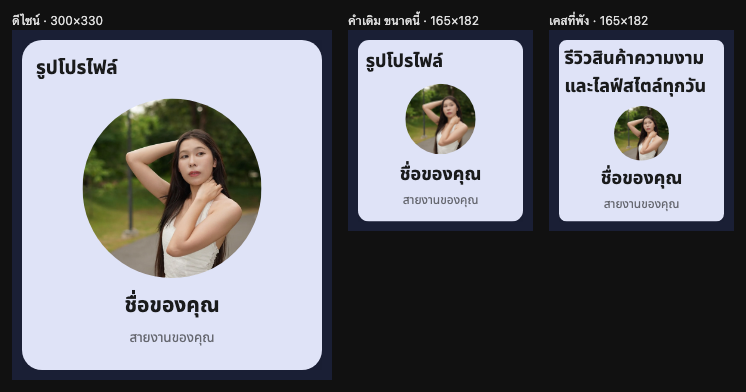 ดีไซน์ · 300×330
รูปโปรไฟล์
ชื่อของคุณ
สายงานของคุณ
คำเดิม ขนาดนี้ · 165×182
รูปโปรไฟล์
ชื่อของคุณ
สายงานของคุณ
เคสที่พัง · 165×182
รีวิวสินค้าความงาม
และไลฟ์สไตล์ทุกวัน
ชื่อของคุณ
สายงานของคุณ